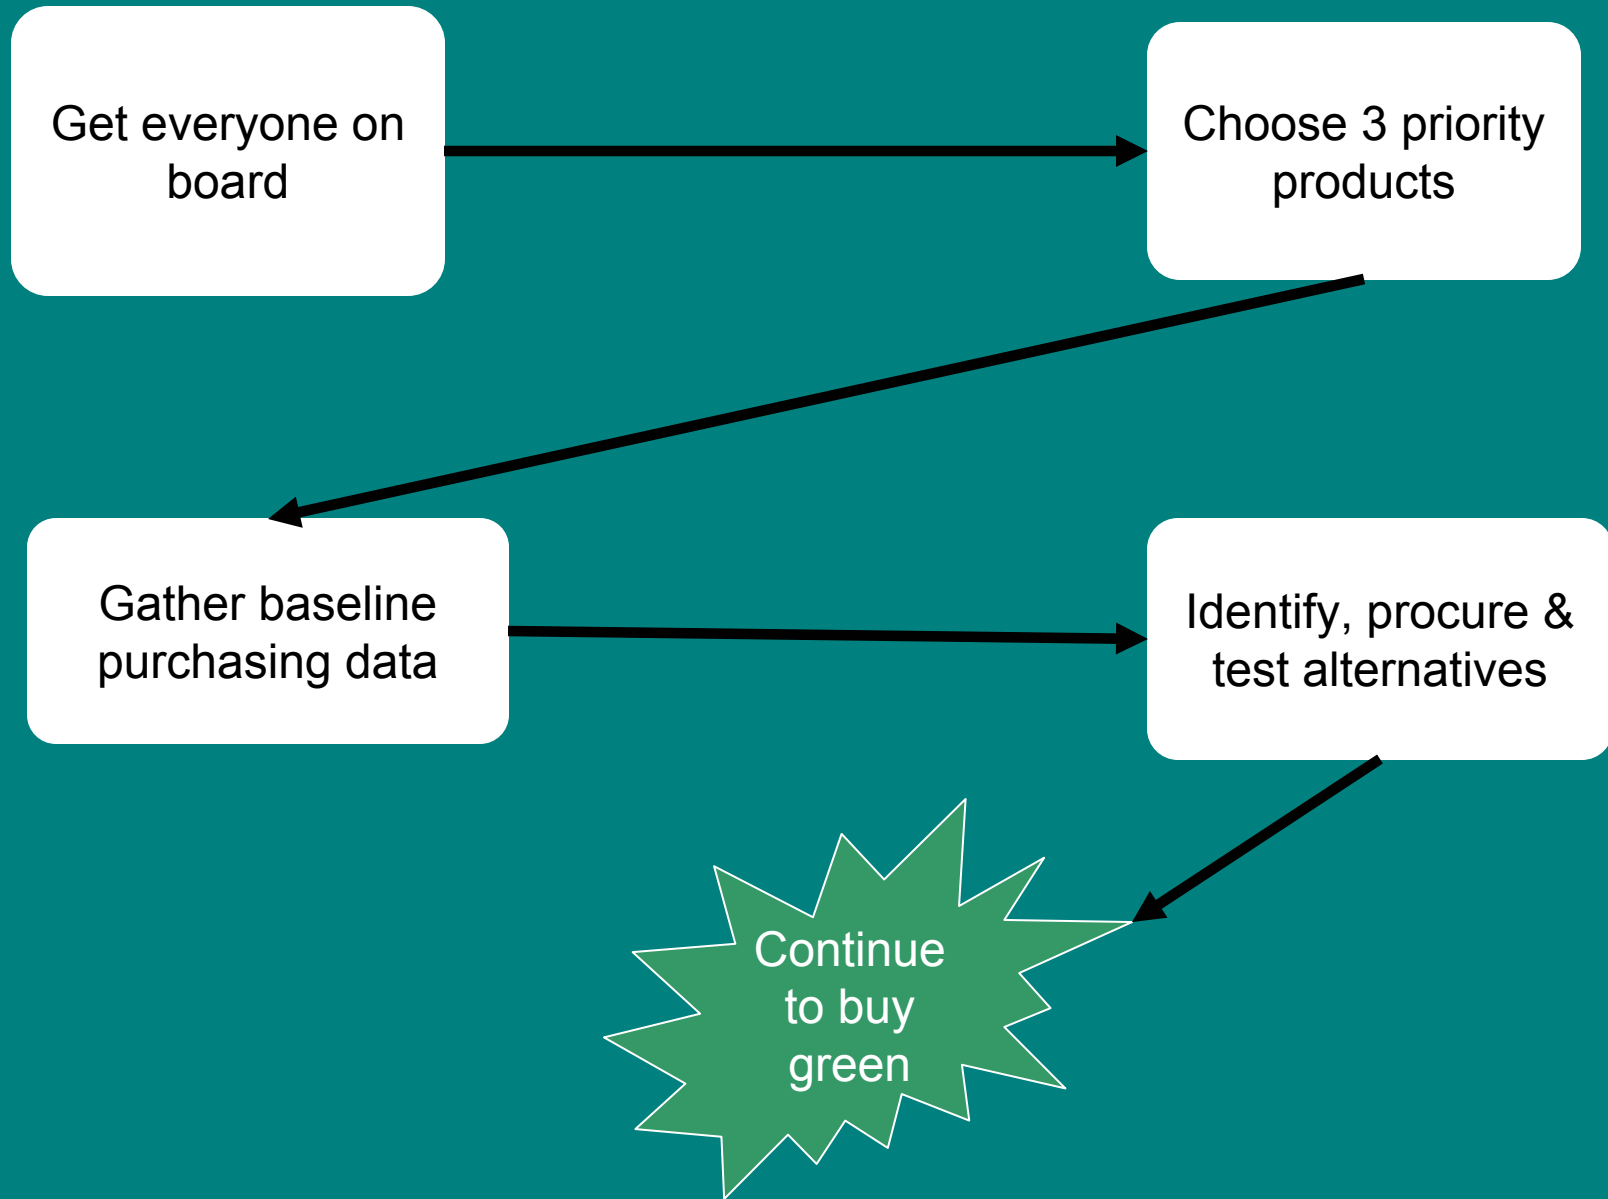 Get everyone on
board
Choose 3 priority
products
Gather baseline
purchasing data
Identify, procure &
test alternatives
Continue
to buy
green